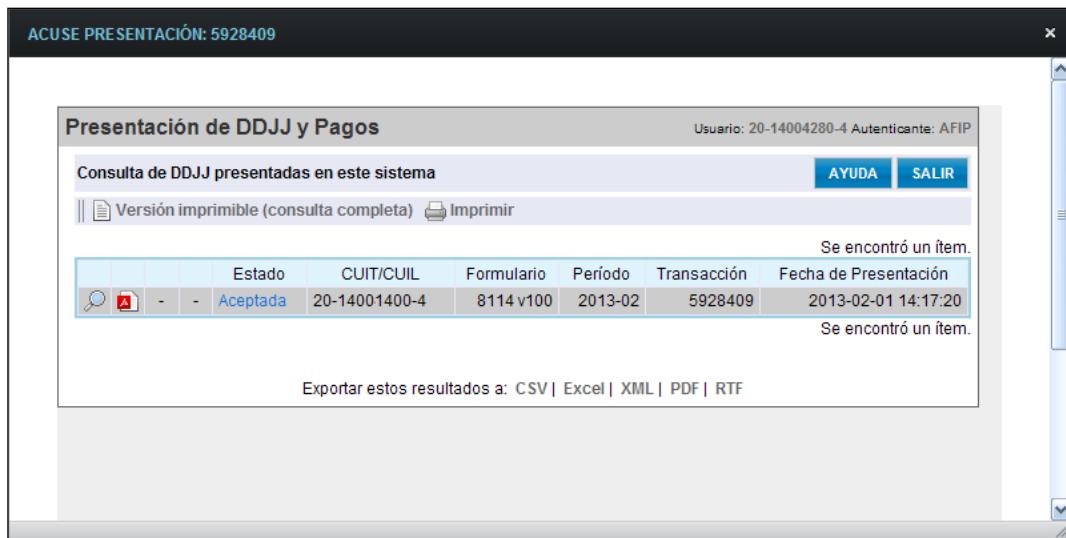 ACUSE PRESENTACIÓN: 5928409 ×
Presentación de DDJJ y Pagos Usuario: 20-14004280-4 Autenticante: AFIP
Consulta de DDJJ presentadas en este sistema AYUDA SALIR
Versión imprimible (consulta completa) Imprimir
Se encontró un ítem.
Estado CUIT/CUIL Formulario Período Transacción Fecha de Presentación
- - Aceptada 20-14001400-4 8114 v100 2013-02 5928409 2013-02-01 14:17:20
Se encontró un ítem.
Exportar estos resultados a: CSV | Excel | XML | PDF | RTF